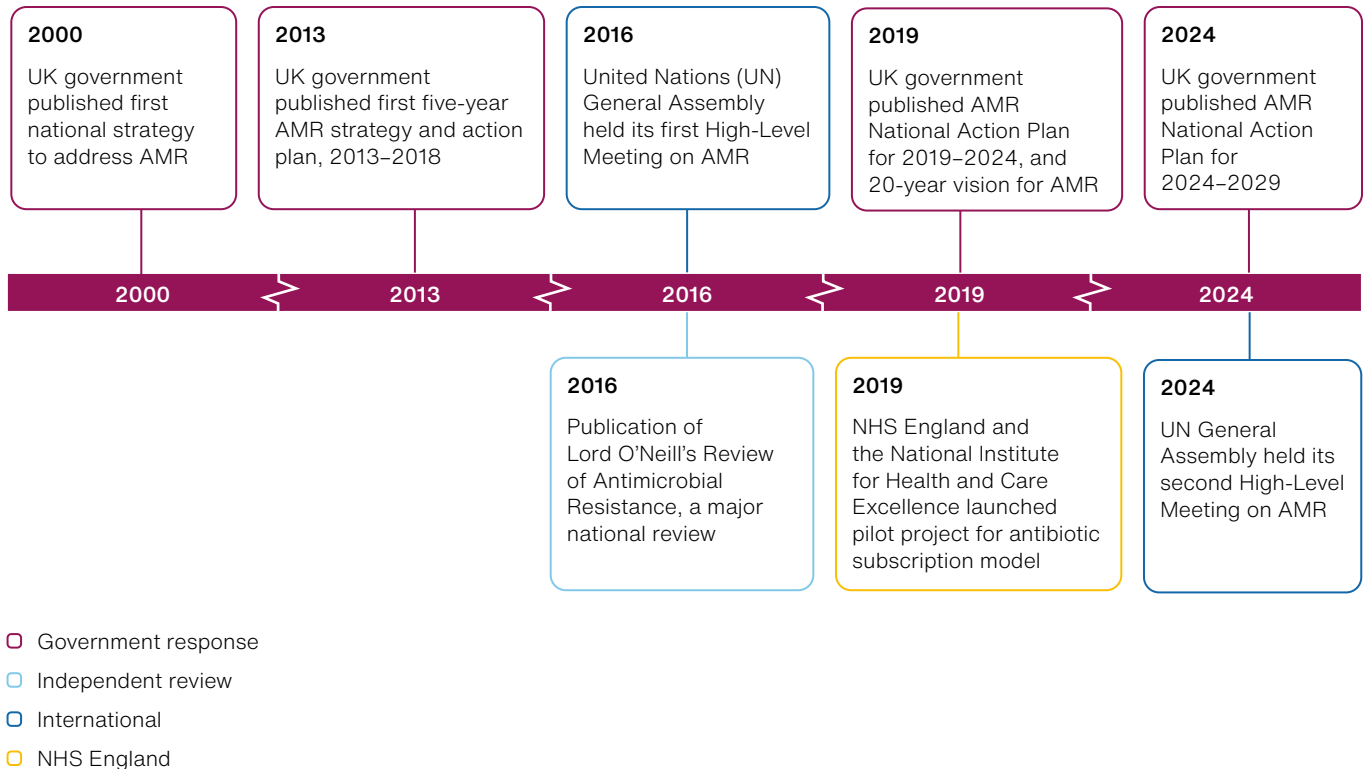 2000
UK government
published first
national strategy
to address AMR
2013
UK government
published first five-year
AMR strategy and action
plan, 2013–2018
2016
United Nations (UN)
General Assembly
held its first High-Level
Meeting on AMR
2019
UK government
published AMR
National Action Plan
for 2019–2024, and
20-year vision for AMR
2024
UK government
published AMR
National Action
Plan for
2024–2029
2000
2013
2016
2019
2024
2016
Publication of
Lord O’Neill’s Review
of Antimicrobial
Resistance, a major
national review
2019
NHS England and
the National Institute
for Health and Care
Excellence launched
pilot project for antibiotic
subscription model
2024
UN General
Assembly held its
second High-Level
Meeting on AMR
Government response
Independent review
International
NHS England